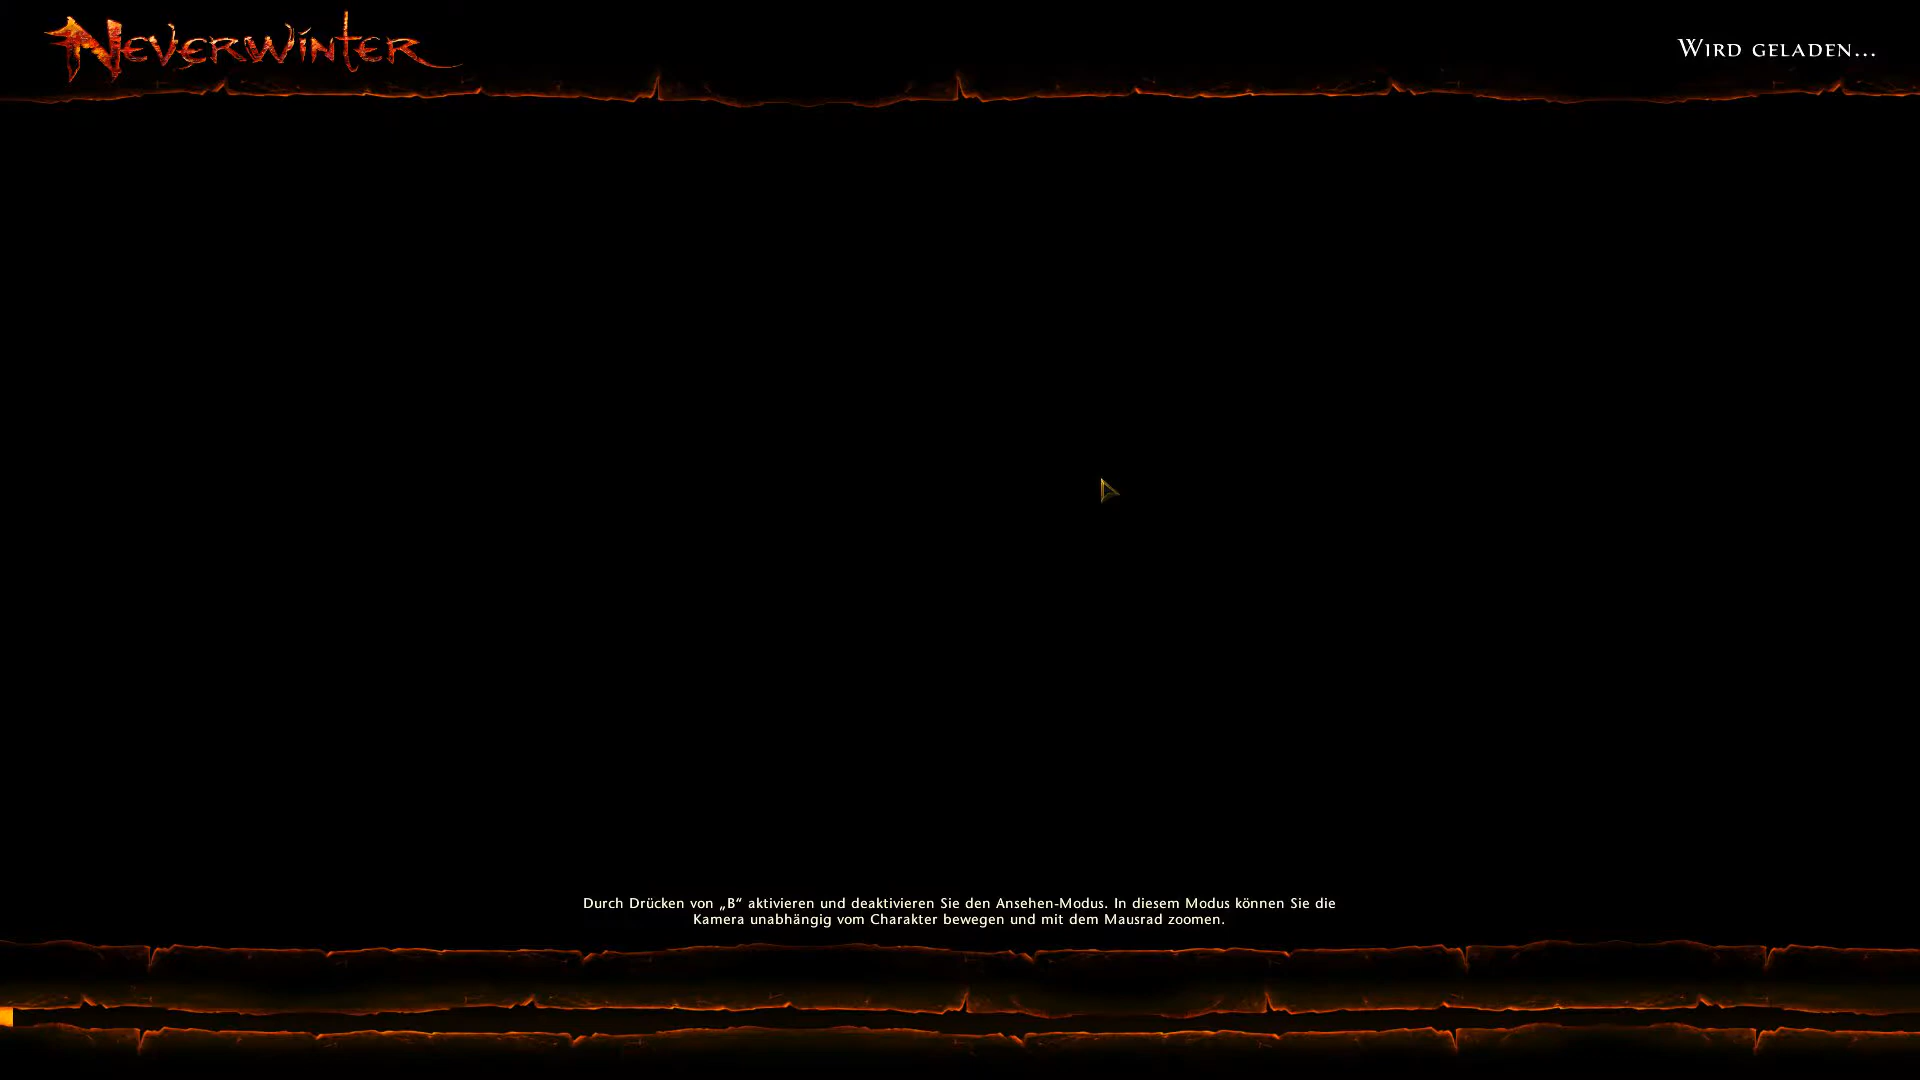 Neverwinter
Wird geladen...
Durch Drücken von „B“ aktivieren und deaktivieren Sie den Ansehen-Modus. In diesem Modus können Sie die
Kamera unabhängig vom Charakter bewegen und mit dem Mausrad zoomen.